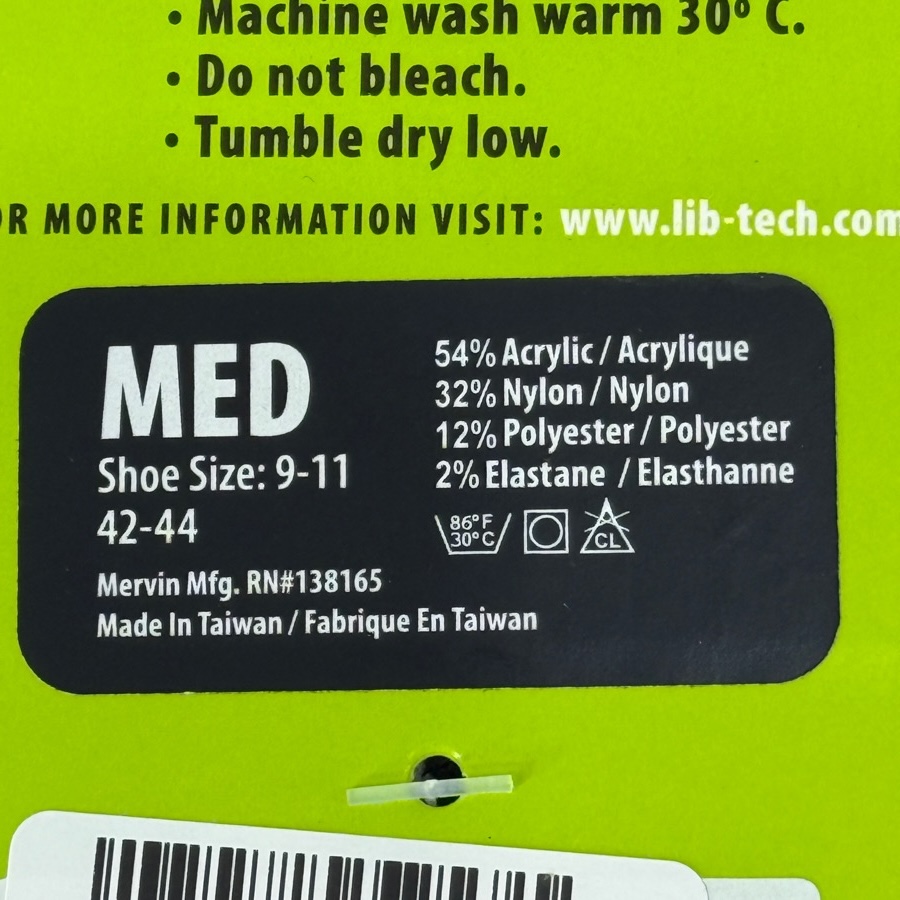 • Machine wash warm 30º C.
• Do not bleach.
• Tumble dry low.
OR MORE INFORMATION VISIT: www.lib-tech.com
MED
Shoe Size: 9-11
42-44
Mervin Mfg. RN#138165
Made In Taiwan / Fabrique En Taiwan
54% Acrylic / Acrylique
32% Nylon / Nylon
12% Polyester / Polyester
2% Elastane / Elasthanne
86°F
30°C
CL